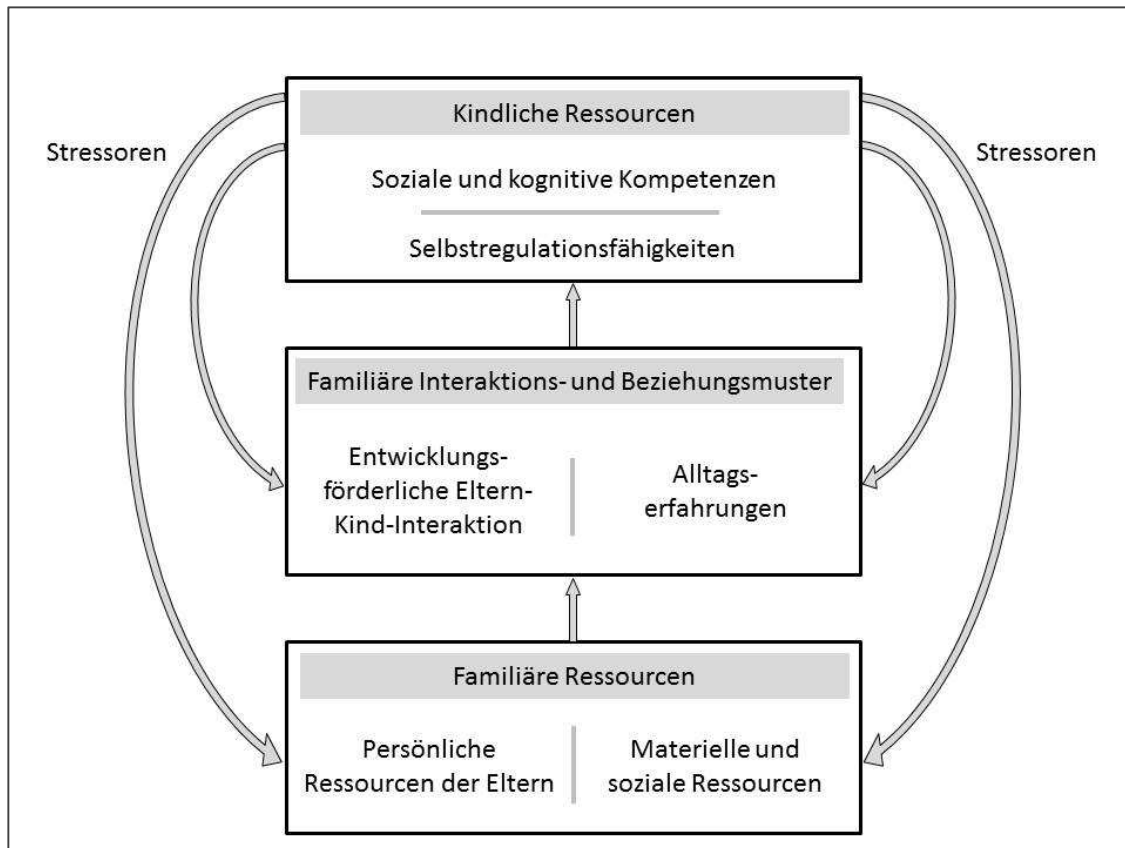 Kindliche Ressourcen
Stressoren
Stressoren
Soziale und kognitive Kompetenzen
Selbstregulationsfähigkeiten
Familiäre Interaktions- und Beziehungsmuster
Entwicklungs-
förderliche Eltern-
Kind-Interaktion
Alltags-
erfahrungen
Familiäre Ressourcen
Persönliche
Ressourcen der Eltern
Materielle und
soziale Ressourcen